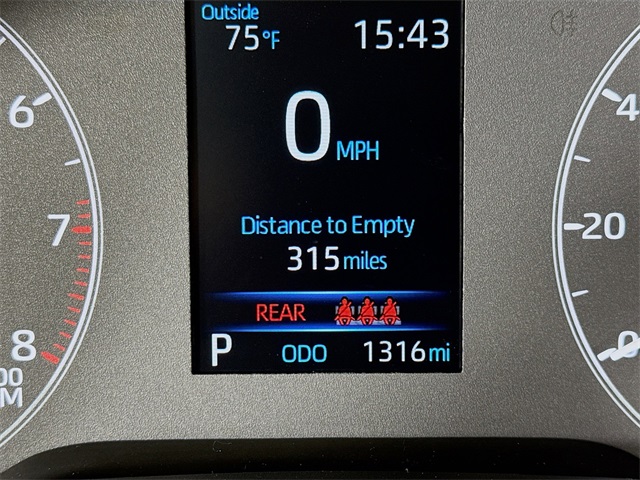 Outside
75°F 15:43
0 MPH
Distance to Empty
315 miles
REAR
P ODO 1316 mi
6
7
8
4
20
0